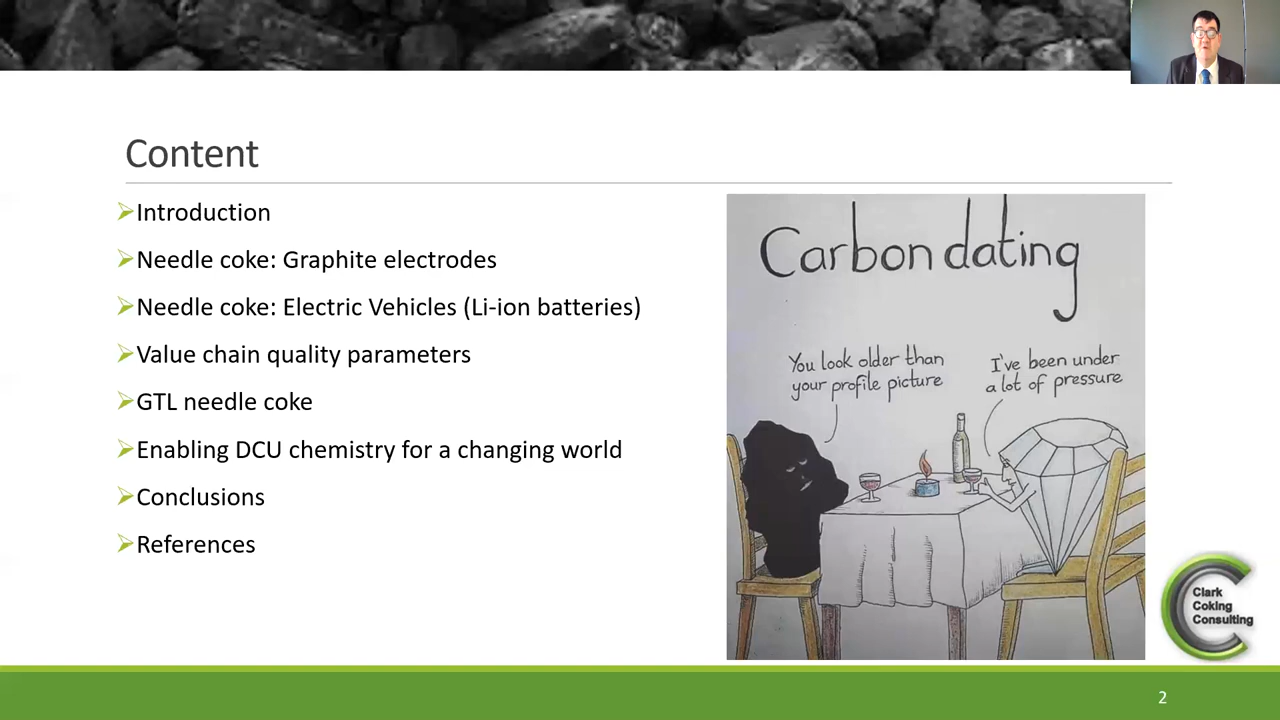 Content
Introduction
Needle coke: Graphite electrodes
Needle coke: Electric Vehicles (Li-ion batteries)
Value chain quality parameters
GTL needle coke
Enabling DCU chemistry for a changing world
Conclusions
References
Carbon dating
You look older than
your profile picture
I've been under
a lot of pressure
Clark
Coking
Consulting
2